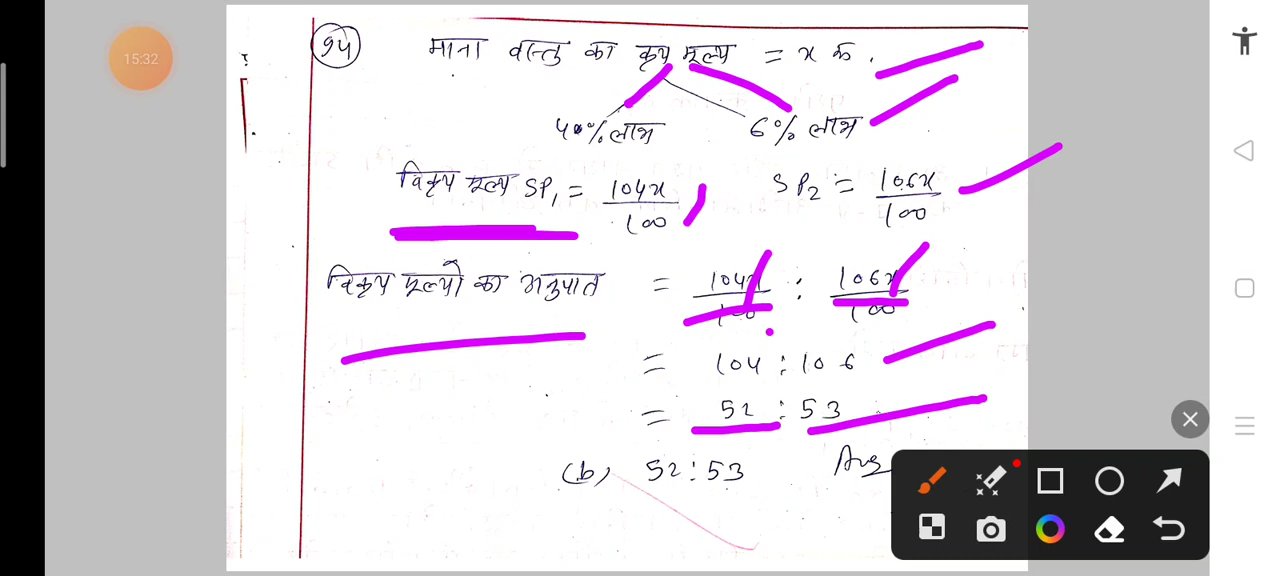 15:32
(94) माना वस्तु का क्रय मूल्य = x रु.
4% लाभ 6% लाभ
विक्रय मूल्य SP₁ = 104x/100 SP₂ = 106x/100
विक्रय मूल्यों का अनुपात = 104x/100 : 106x/100
= 104 : 106
= 52 : 53
(b) 52:53 Ans